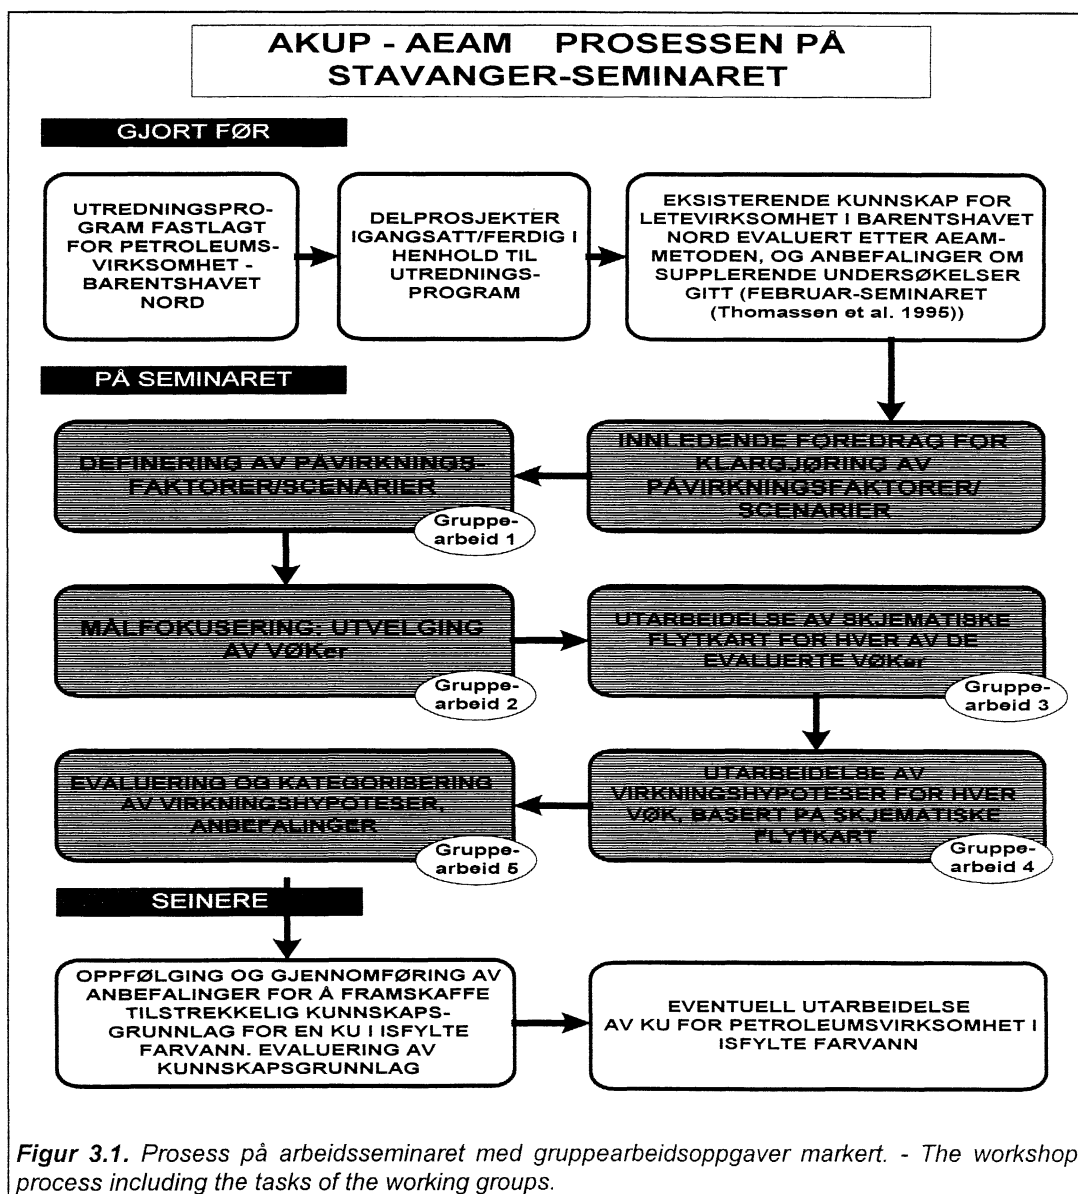 AKUP - AEAM PROSESSEN PÅ
STAVANGER-SEMINARET
GJORT FØR
UTREDNINGSPRO-
GRAM FASTLAGT
FOR PETROLEUMS-
VIRKSOMHET -
BARENTSHAVET
NORD
DELPROSJEKTER
IGANGSATT/FERDIG I
HENHOLD TIL
UTREDNINGS-
PROGRAM
EKSISTERENDE KUNNSKAP FOR
LETEVIRKSOMHET I BARENTSHAVET
NORD EVALUERT ETTER AEAM-
METODEN, OG ANBEFALINGER OM
SUPPLERENDE UNDERSØKELSER
GITT (FEBRUAR-SEMINARET
(Thomassen et al. 1995))
PÅ SEMINARET
INNLEDENDE FOREDRAG FOR
KLARGJØRING AV
PÅVIRKNINGSFAKTORER/
SCENARIER
DEFINERING AV PÅVIRKNINGS-
FAKTORER/SCENARIER
Gruppe-
arbeid 1
MÅLFOKUSERING: UTVELGING
AV VØKer
Gruppe-
arbeid 2
UTARBEIDELSE AV SKJEMATISKE
FLYTKART FOR HVER AV DE
EVALUERTE VØKer
Gruppe-
arbeid 3
UTARBEIDELSE AV
VIRKNINGSHYPOTESER FOR HVER
VØK, BASERT PÅ SKJEMATISKE
FLYTKART
Gruppe-
arbeid 4
EVALUERING OG KATEGORISERING
AV VIRKNINGSHYPOTESER,
ANBEFALINGER
Gruppe-
arbeid 5
SEINERE
OPPFØLGING OG GJENNOMFØRING AV
ANBEFALINGER FOR Å FRAMSKAFFE
TILSTREKKELIG KUNNSKAPS-
GRUNNLAG FOR EN KU I ISFYLTE
FARVANN. EVALUERING AV
KUNNSKAPSGRUNNLAG
EVENTUELL UTARBEIDELSE
AV KU FOR PETROLEUMSVIRKSOMHET I
ISFYLTE FARVANN
Figur 3.1. Prosess på arbeidsseminaret med gruppearbeidsoppgaver markert. - The workshop
process including the tasks of the working groups.